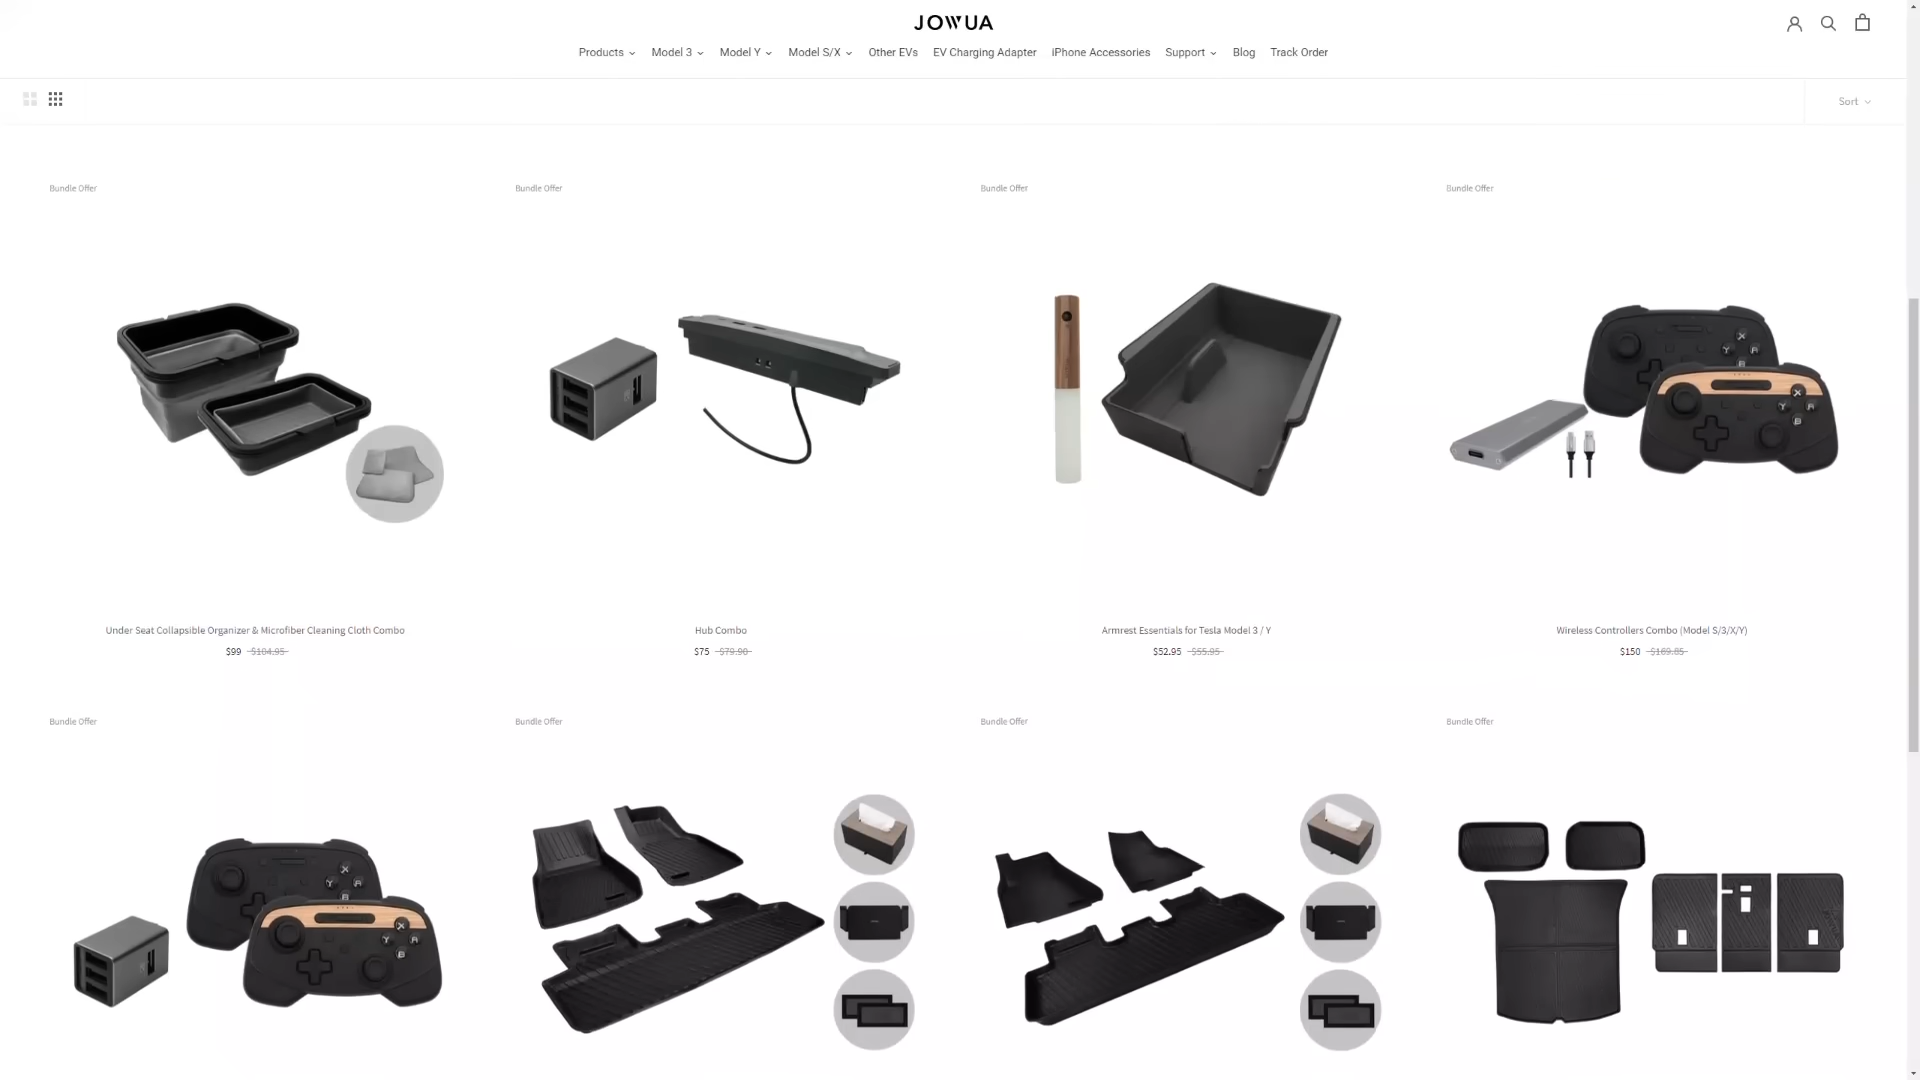 JOWUA
Products
Model 3
Model Y
Model S/X
Other EVs
EV Charging Adapter
iPhone Accessories
Support
Blog
Track Order
Sort
Bundle Offer
Bundle Offer
Bundle Offer
Bundle Offer
Under Seat Collapsible Organizer & Microfiber Cleaning Cloth Combo
$99 $104.95
Hub Combo
$75 $79.90
Armrest Essentials for Tesla Model 3 / Y
$52.95 $55.95
Wireless Controllers Combo (Model S/3/X/Y)
$150 $169.85
Bundle Offer
Bundle Offer
Bundle Offer
Bundle Offer